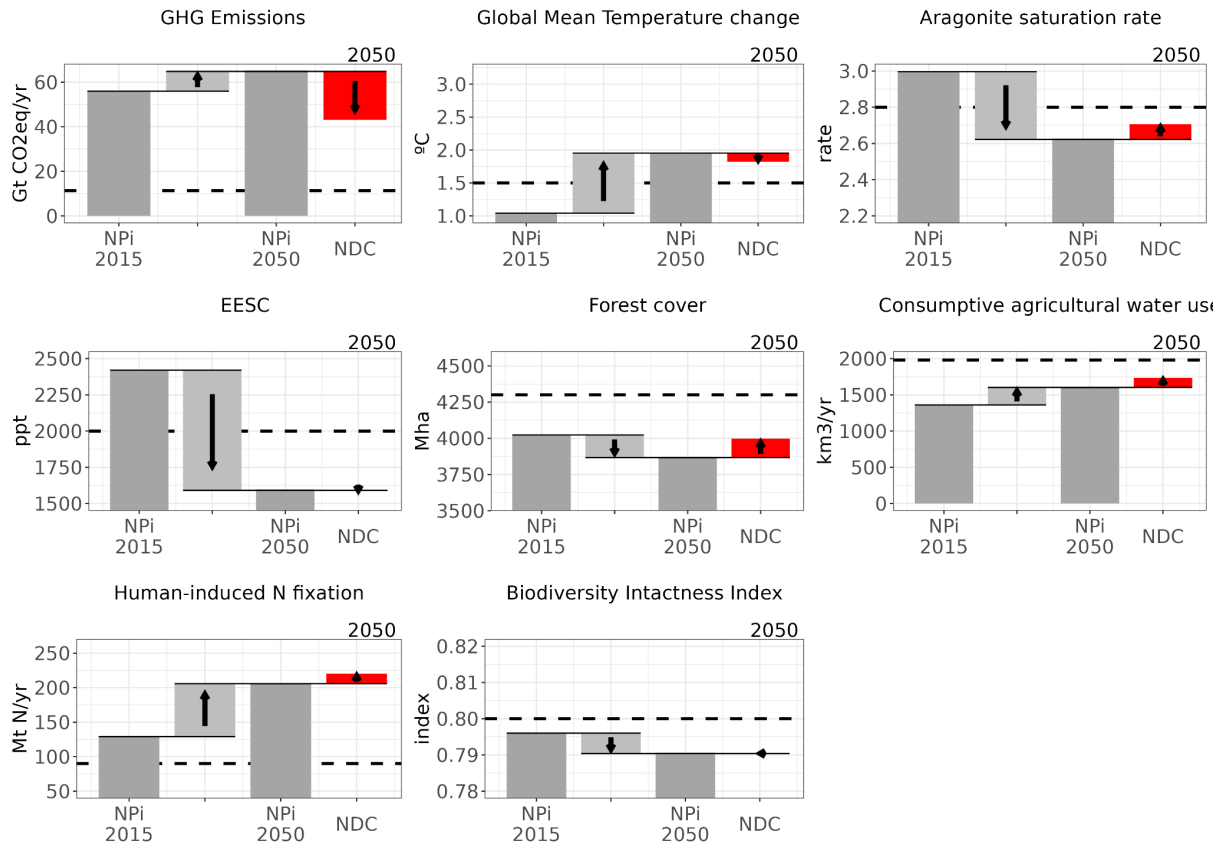 GHG Emissions
2050
Gt CO2eq/yr
60
40
20
0
NPi
2015
NPi
2050
NDC
Global Mean Temperature change
2050
ºC
3.0
2.5
2.0
1.5
1.0
NPi
2015
NPi
2050
NDC
Aragonite saturation rate
2050
rate
3.0
2.8
2.6
2.4
2.2
NPi
2015
NPi
2050
NDC
EESC
2050
ppt
2500
2250
2000
1750
1500
NPi
2015
NPi
2050
NDC
Forest cover
2050
Mha
4500
4250
4000
3750
3500
NPi
2015
NPi
2050
NDC
Consumptive agricultural water use
2050
km3/yr
2000
1500
1000
500
0
NPi
2015
NPi
2050
NDC
Human-induced N fixation
2050
Mt N/yr
250
200
150
100
50
NPi
2015
NPi
2050
NDC
Biodiversity Intactness Index
2050
index
0.82
0.81
0.80
0.79
0.78
NPi
2015
NPi
2050
NDC